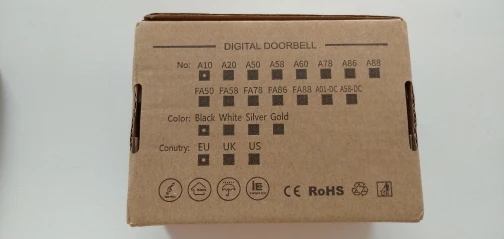 DIGITAL DOORBELL
No: A10 A20 A50 A58 A60 A78 A86 A88
FA50 FA58 FA78 FA86 FA88 A01-DC A58-DC
Color: Black White Silver Gold
Conutry: EU UK US
CE RoHS